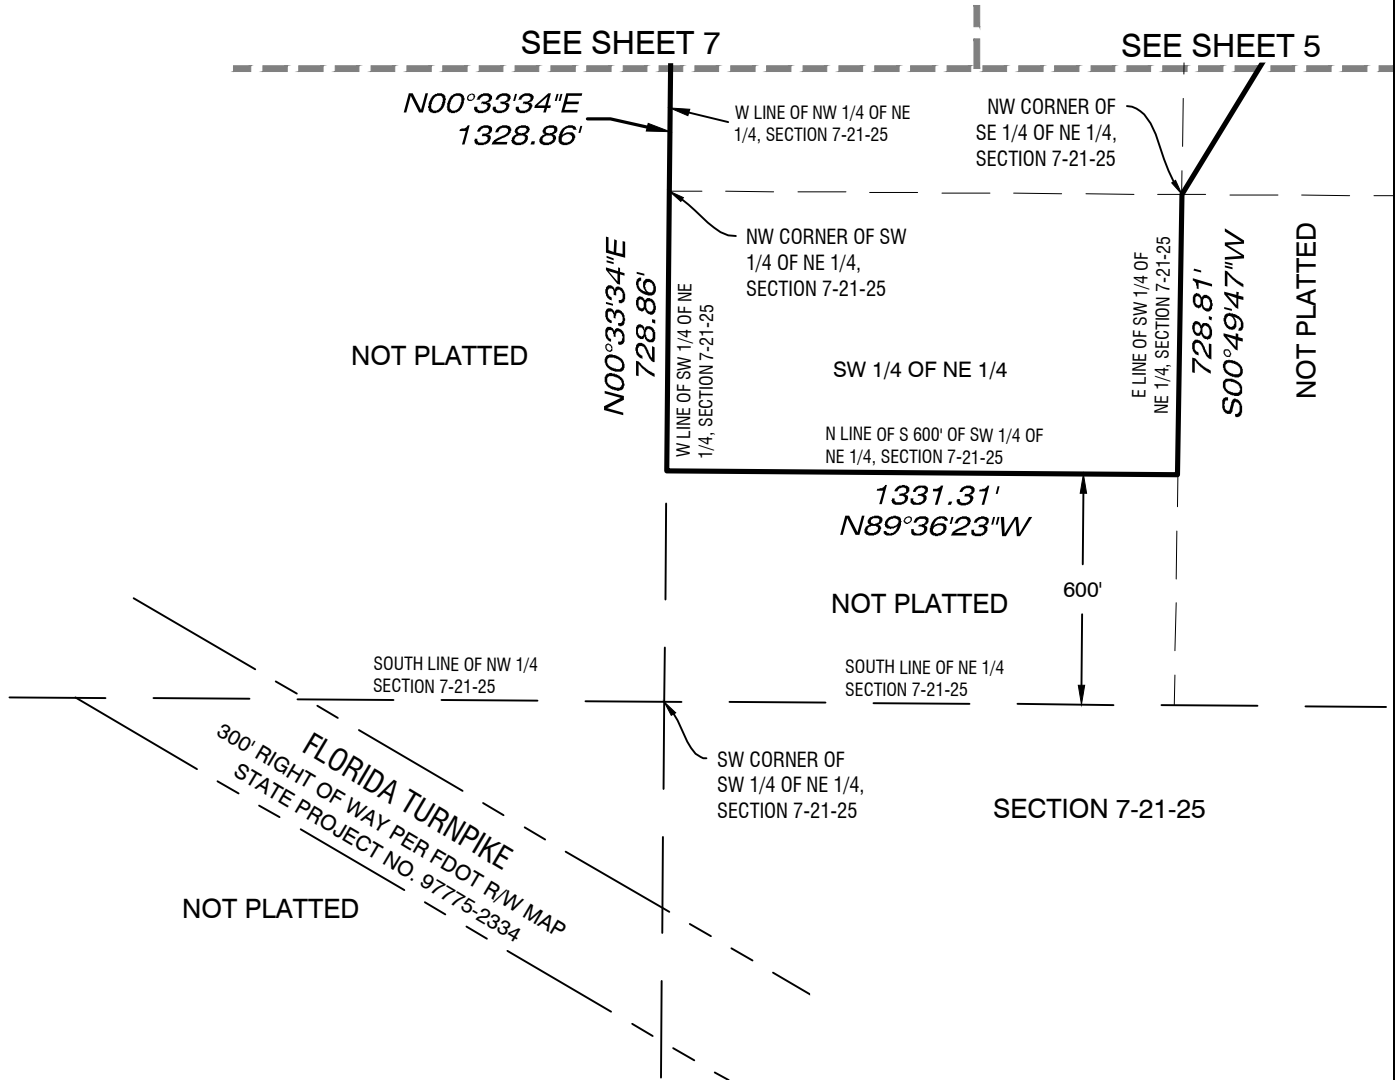 SEE SHEET 7
SEE SHEET 5
N00°33'34"E
1328.86'
W LINE OF NW 1/4 OF NE
1/4, SECTION 7-21-25
NW CORNER OF
SE 1/4 OF NE 1/4,
SECTION 7-21-25
NW CORNER OF SW
1/4 OF NE 1/4,
SECTION 7-21-25
N00°33'34"E
728.86'
W LINE OF SW 1/4 OF NE
1/4, SECTION 7-21-25
E LINE OF SW 1/4 OF
NE 1/4, SECTION 7-21-25
728.81'
S00°49'47"W
NOT PLATTED
NOT PLATTED
SW 1/4 OF NE 1/4
N LINE OF S 600' OF SW 1/4 OF
NE 1/4, SECTION 7-21-25
1331.31'
N89°36'23"W
NOT PLATTED
600'
SOUTH LINE OF NW 1/4
SECTION 7-21-25
SOUTH LINE OF NE 1/4
SECTION 7-21-25
FLORIDA TURNPIKE
300' RIGHT OF WAY PER FDOT R/W MAP
STATE PROJECT NO. 97775-2334
SW CORNER OF
SW 1/4 OF NE 1/4,
SECTION 7-21-25
SECTION 7-21-25
NOT PLATTED